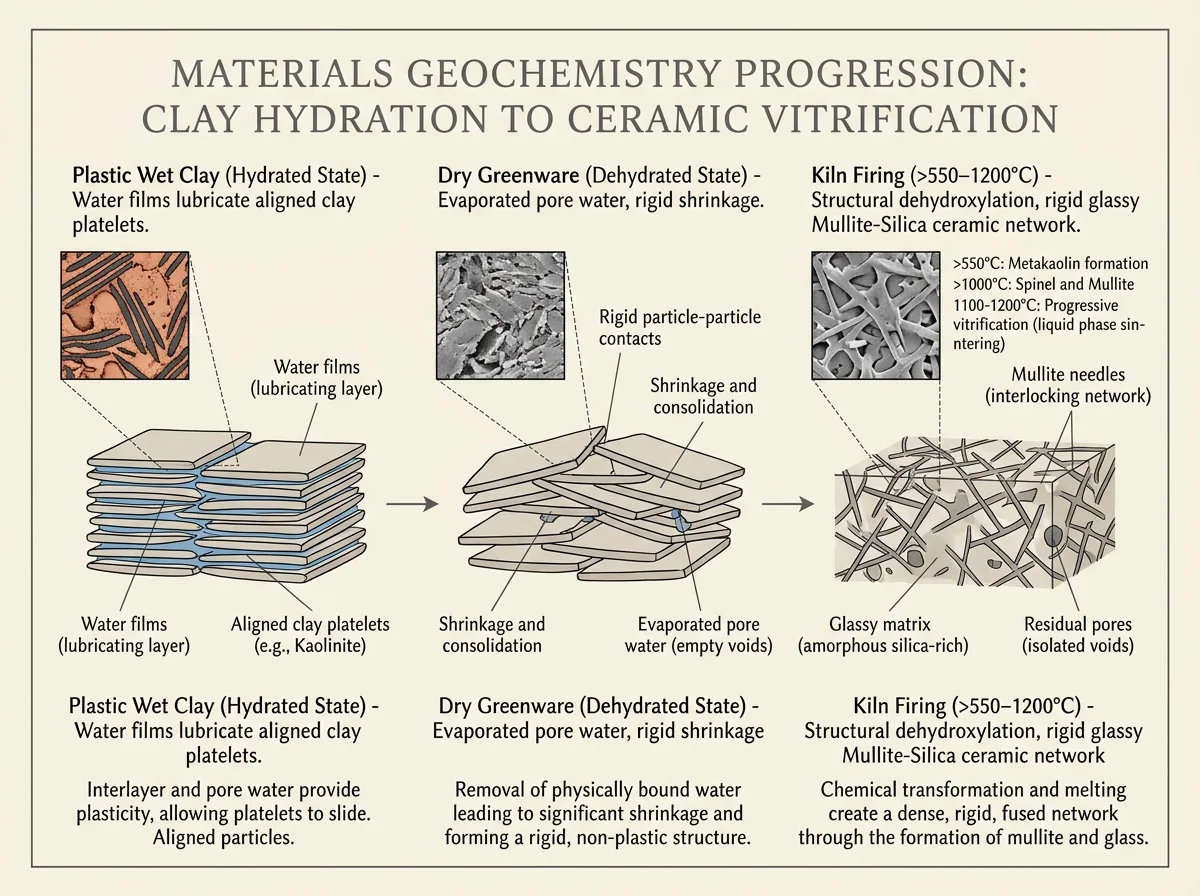 MATERIALS GEOCHEMISTRY PROGRESSION:
CLAY HYDRATION TO CERAMIC VITRIFICATION
Plastic Wet Clay (Hydrated State) -
Water films lubricate aligned clay
platelets.
Dry Greenware (Dehydrated State) -
Evaporated pore water, rigid shrinkage.
Kiln Firing (>550–1200°C) -
Structural dehydroxylation, rigid glassy
Mullite-Silica ceramic network.
>550°C: Metakaolin formation
>1000°C: Spinel and Mullite
1100-1200°C: Progressive
vitrification (liquid phase sin-
ntering)
Water films
(lubricating layer)
Rigid particle-particle
contacts
Shrinkage and
consolidation
Mullite needles
(interlocking network)
Water films
(lubricating layer)
Aligned clay platelets
(e.g., Kaolinite)
Shrinkage and
consolidation
Evaporated pore
water (empty voids)
Glassy matrix
(amorphous silica-rich)
Residual pores
(isolated voids)
Plastic Wet Clay (Hydrated State) -
Water films lubricate aligned clay
platelets.
Interlayer and pore water provide
plasticity, allowing platelets to slide.
Aligned particles.
Dry Greenware (Dehydrated State) -
Evaporated pore water, rigid shrinkage
Removal of physically bound water
leading to significant shrinkage and
forming a rigid, non-plastic structure.
Kiln Firing (>550–1200°C) -
Structural dehydroxylation, rigid glassy
Mullite-Silica ceramic network
Chemical transformation and melting
create a dense, rigid, fused network
through the formation of mullite and glass.